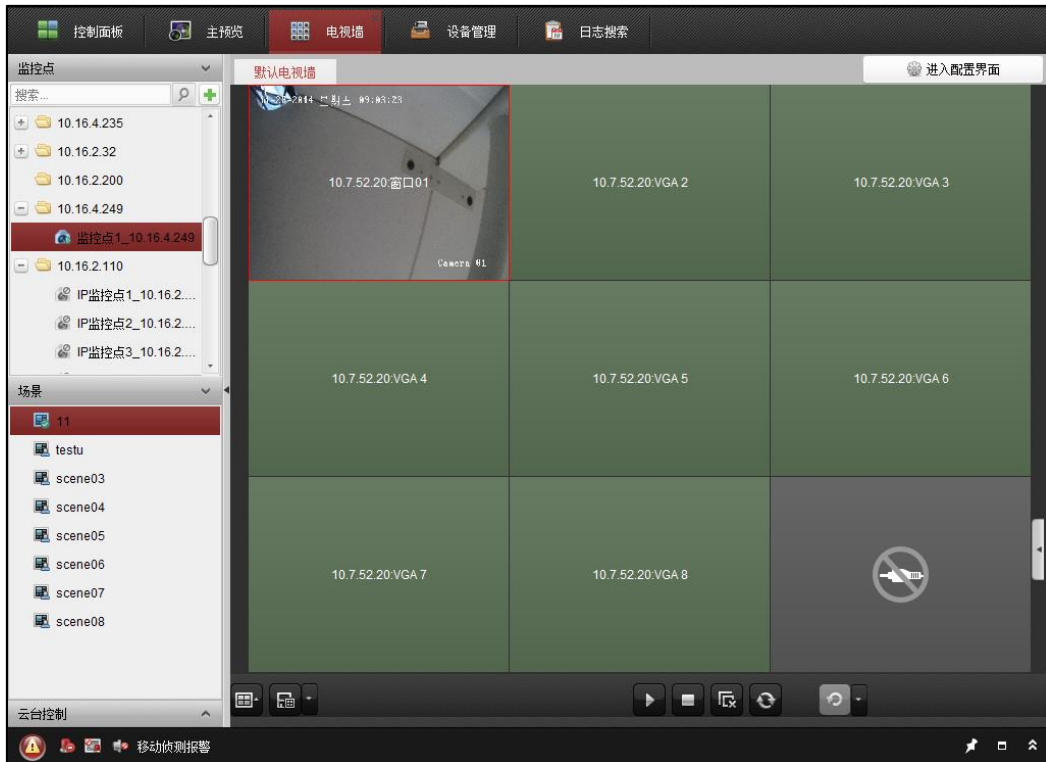 控制面板
主预览
电视墙
设备管理
日志搜索
监控点
默认电视墙
进入配置界面
搜索...
10.16.4.235
10.16.2.32
10.16.2.200
10.16.4.249
监控点1_10.16.4.249
10.16.2.110
IP监控点1_10.16.2....
IP监控点2_10.16.2....
IP监控点3_10.16.2....
场景
11
testu
scene03
scene04
scene05
scene06
scene07
scene08
云台控制
2014 星期 09:03:23
10.7.52.20:窗口01
Camera 01
10.7.52.20:VGA 2
10.7.52.20:VGA 3
10.7.52.20:VGA 4
10.7.52.20:VGA 5
10.7.52.20:VGA 6
10.7.52.20:VGA 7
10.7.52.20:VGA 8
移动侦测报警